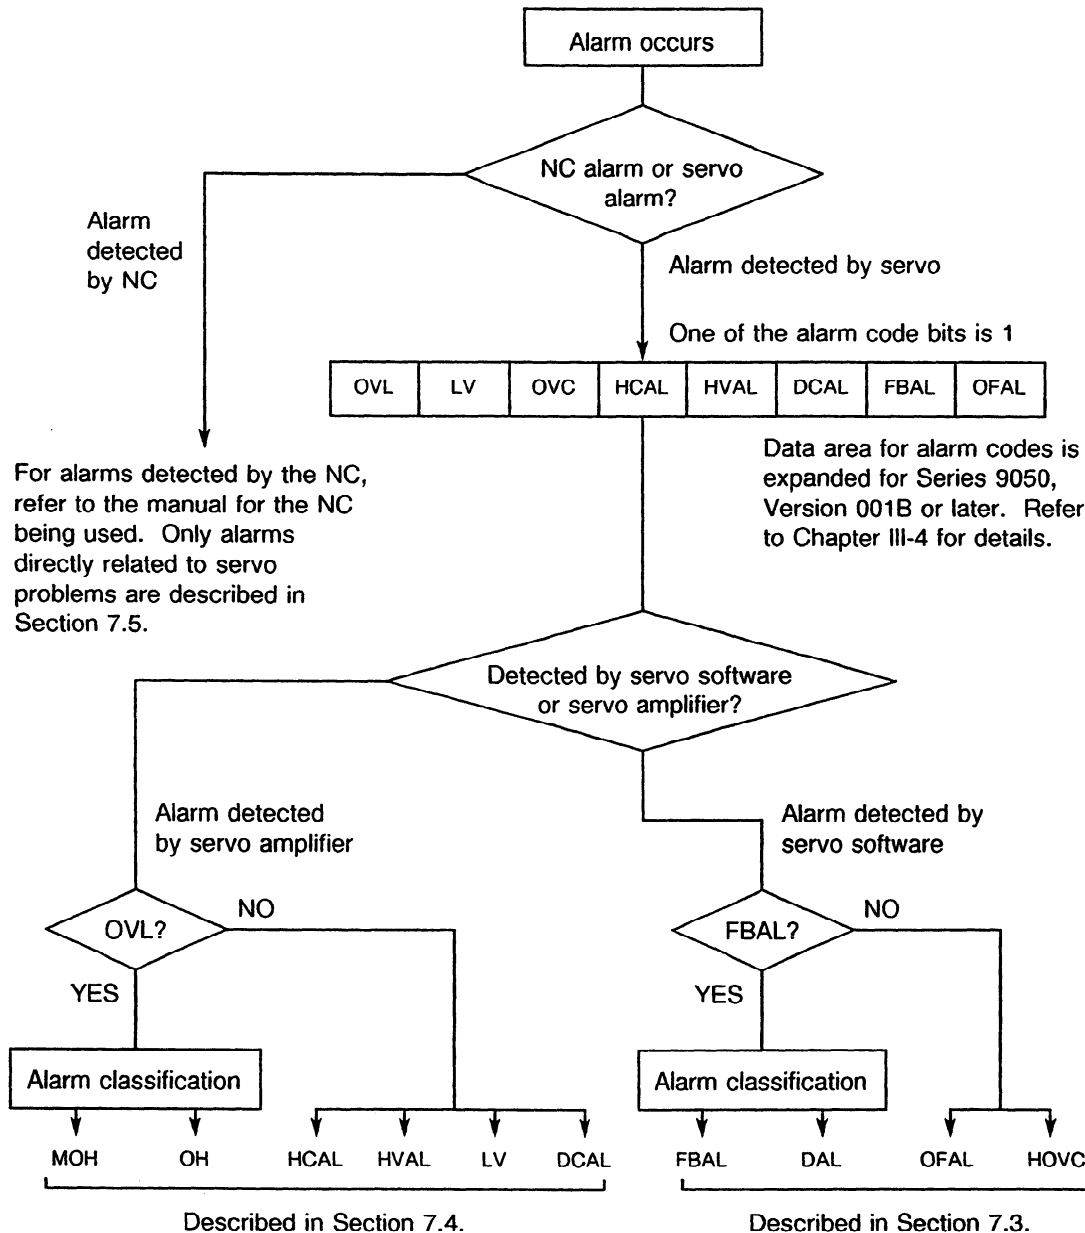 Alarm occurs
NC alarm or servo
alarm?
Alarm
detected
by NC
Alarm detected by servo
One of the alarm code bits is 1
OVL LV OVC HCAL HVAL DCAL FBAL OFAL
For alarms detected by the NC,
refer to the manual for the NC
being used. Only alarms
directly related to servo
problems are described in
Section 7.5.
Data area for alarm codes is
expanded for Series 9050,
Version 001B or later. Refer
to Chapter III-4 for details.
Detected by servo software
or servo amplifier?
Alarm detected
by servo amplifier
Alarm detected by
servo software
OVL?
NO
YES
FBAL?
NO
YES
Alarm classification
Alarm classification
MOH OH HCAL HVAL LV DCAL
FBAL DAL OFAL HOVC
Described in Section 7.4.
Described in Section 7.3.